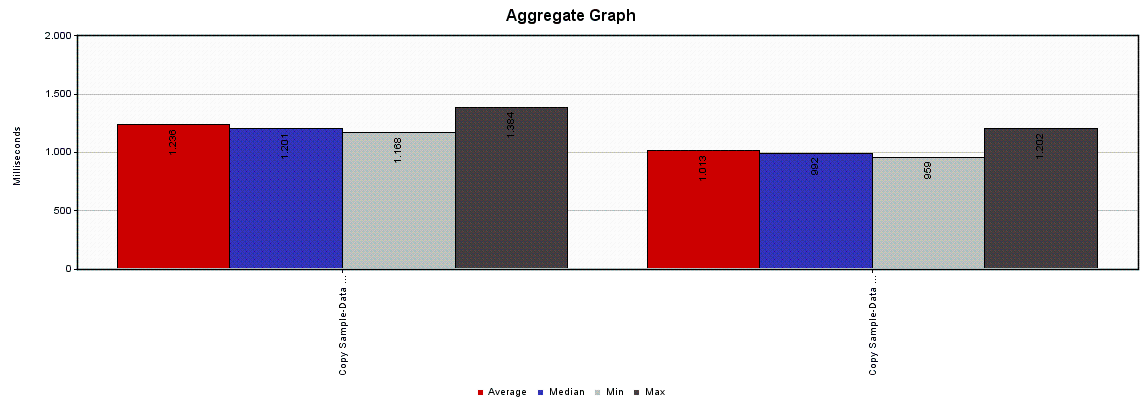 Aggregate Graph
2.000
1.500
1.000
500
0
Milliseconds
1.236
1.201
1.168
1.384
1.013
992
959
1.202
Copy Sample-Data ...
Copy Sample-Data ...
Average Median Min Max